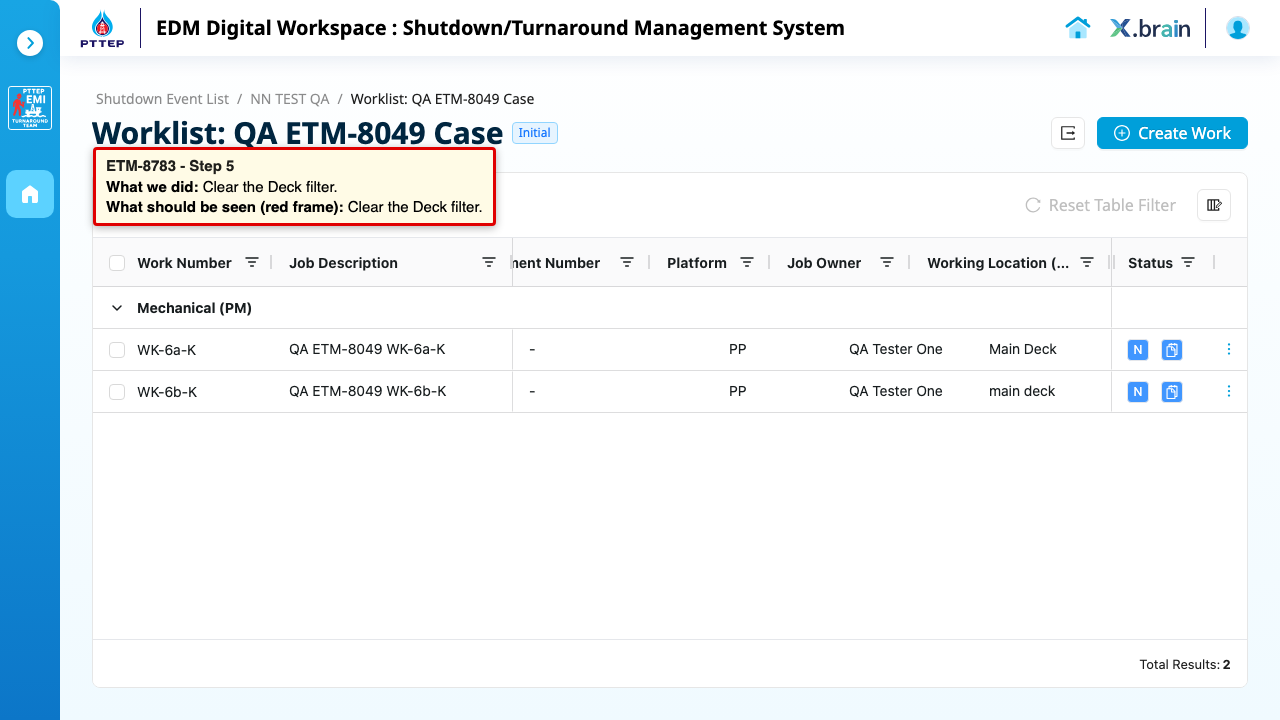 PTTEP
EDM Digital Workspace : Shutdown/Turnaround Management System
X.brain
PTTEP
EMI
TURNAROUND
TEAM
Shutdown Event List / NN TEST QA / Worklist: QA ETM-8049 Case
Worklist: QA ETM-8049 Case
Initial
Create Work
ETM-8783 - Step 5
What we did: Clear the Deck filter.
What should be seen (red frame): Clear the Deck filter.
Reset Table Filter
Work Number Job Description nent Number Platform Job Owner Working Location (... Status
Mechanical (PM)
WK-6a-K QA ETM-8049 WK-6a-K - PP QA Tester One Main Deck N
WK-6b-K QA ETM-8049 WK-6b-K - PP QA Tester One main deck N
Total Results: 2